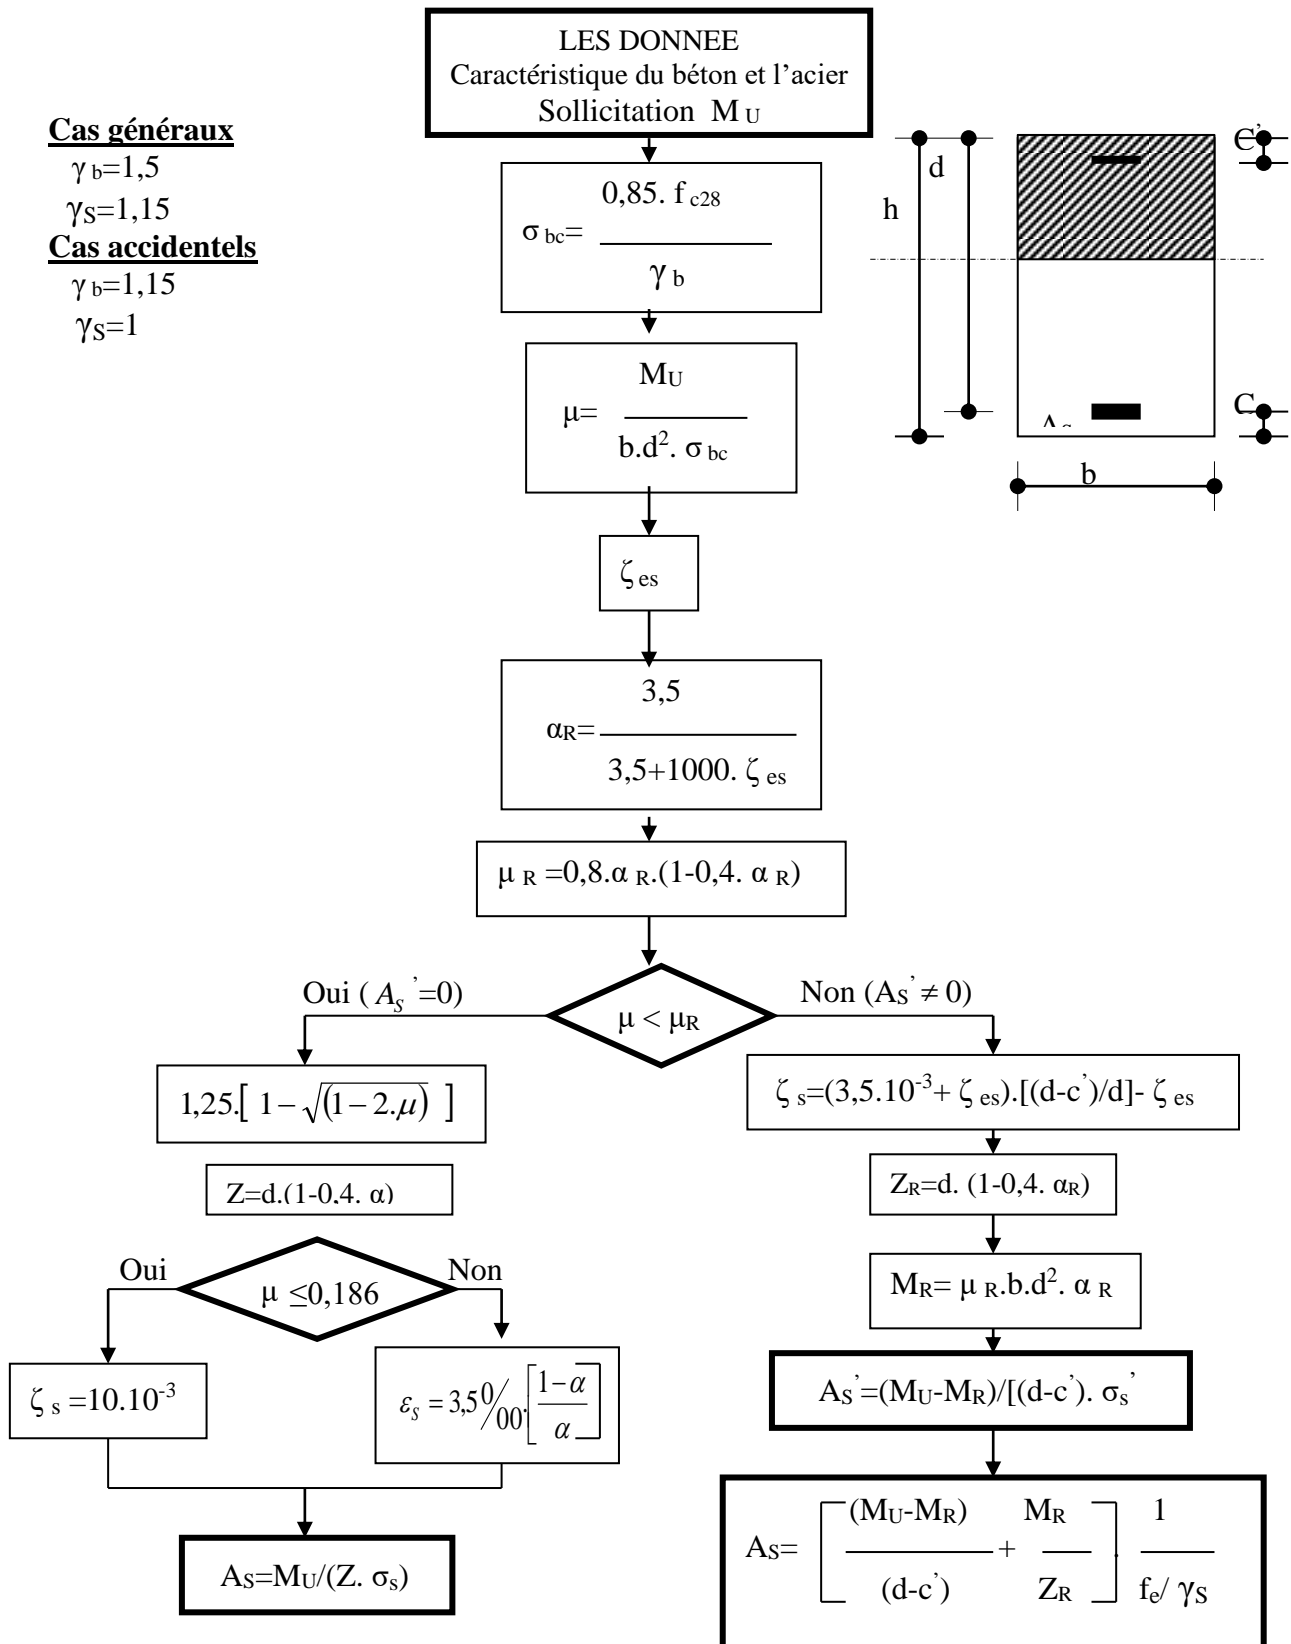 LES DONNEE
Caractéristique du béton et l'acier
Sollicitation M U
Cas généraux
γ b=1,5
γS=1,15
Cas accidentels
γ b=1,15
γS=1
σ bc= 0,85. f c28 / γ b
C'
d
h
C
b
μ= MU / b.d². σ bc
ζ es
αR= 3,5 / 3,5+1000. ζ es
μ R =0,8.α R.(1-0,4. α R)
Oui ( AS '=0)
μ < μR
Non (AS' ≠ 0)
1,25.[ 1-√(1-2.μ) ]
ζ s=(3,5.10-3+ ζ es).[(d-c')/d]- ζ es
Z=d.(1-0,4. α)
ZR=d. (1-0,4. αR)
Oui
μ ≤0,186
Non
MR= μ R.b.d². α R
ζ s =10.10-3
εS = 3,5 0/00.[1-α / α]
AS'=(MU-MR)/[(d-c'). σs'
AS=MU/(Z. σs)
AS= [(MU-MR) / (d-c') + MR / ZR] . 1 / fe/ γS